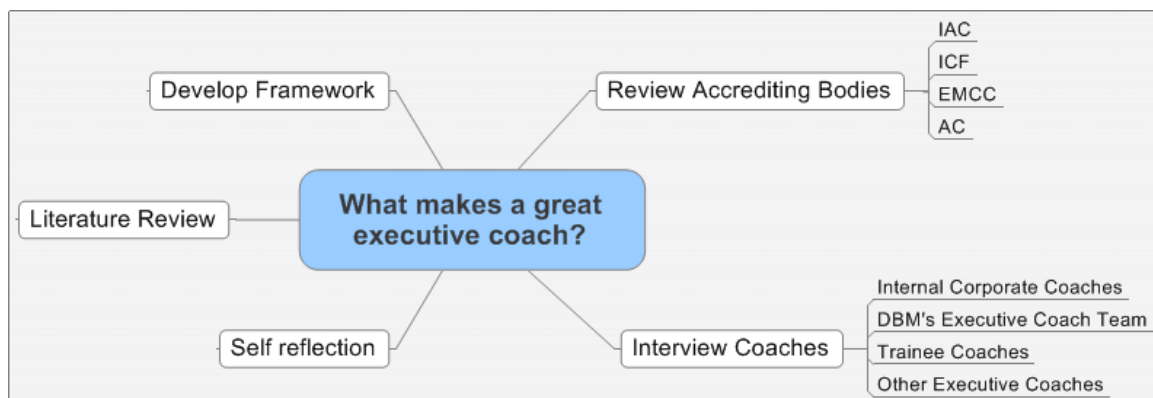 Develop Framework
Literature Review
Self reflection
What makes a great
executive coach?
Review Accrediting Bodies
IAC
ICF
EMCC
AC
Interview Coaches
Internal Corporate Coaches
DBM's Executive Coach Team
Trainee Coaches
Other Executive Coaches